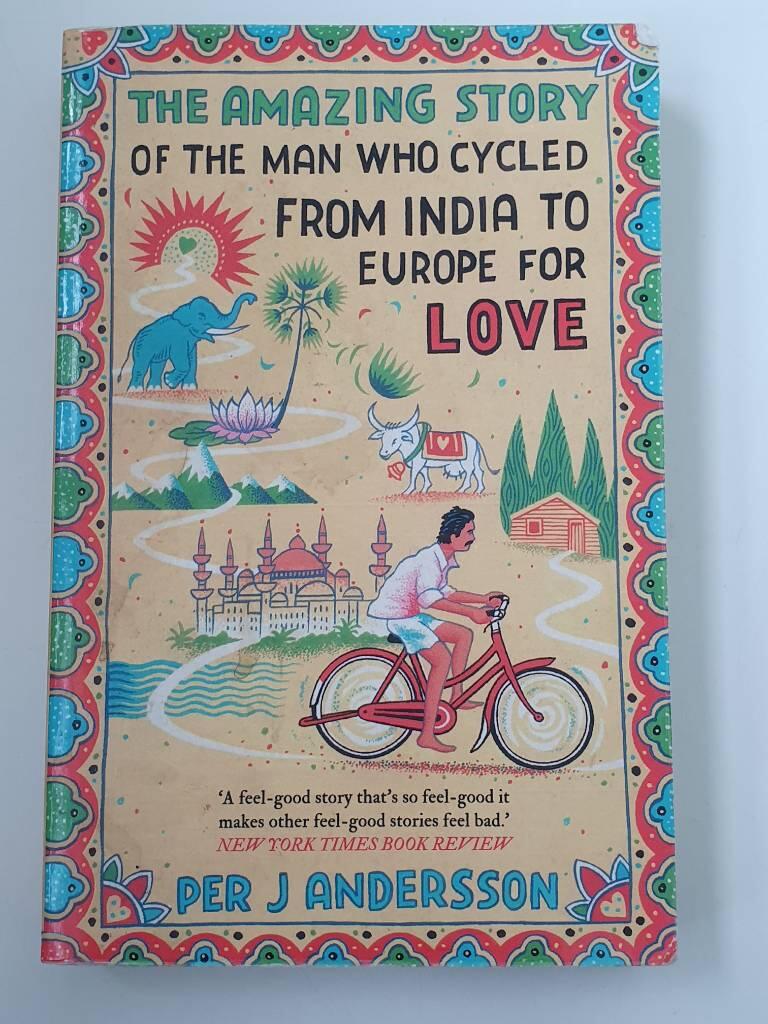 THE AMAZING STORY
OF THE MAN WHO CYCLED
FROM INDIA TO
EUROPE FOR
LOVE
‘A feel-good story that’s so feel-good it
makes other feel-good stories feel bad.’
NEW YORK TIMES BOOK REVIEW
PER J ANDERSSON